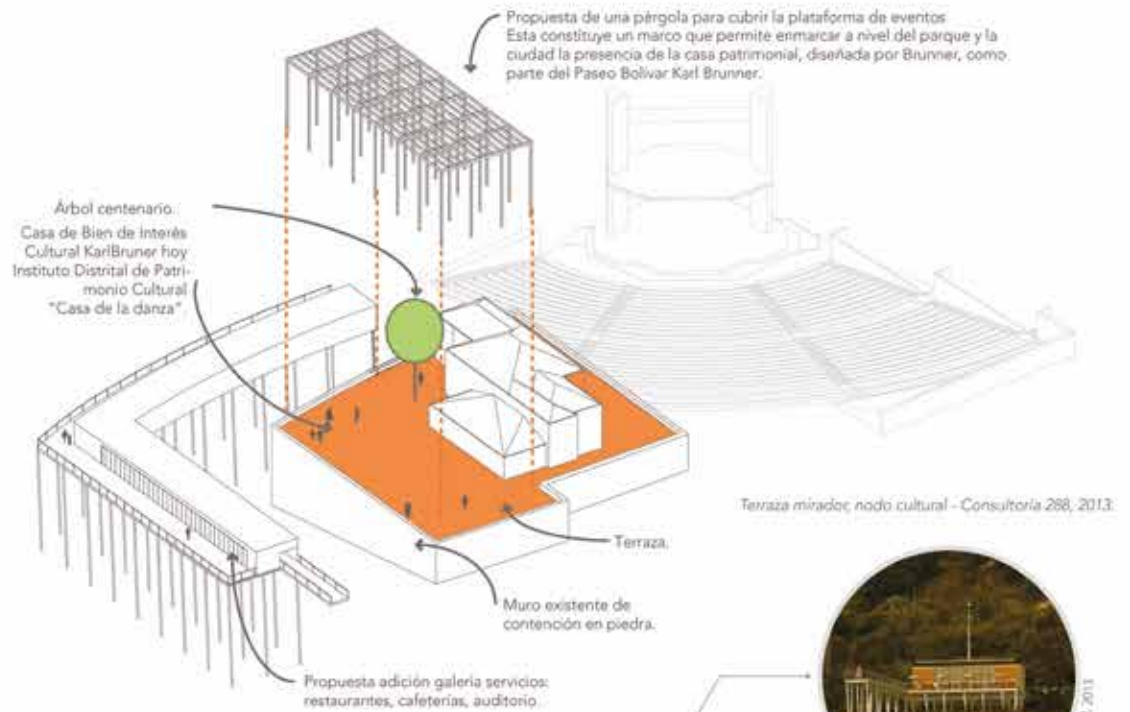 Propuesta de una pérgola para cubrir la plataforma de eventos
Esta constituye un marco que permite enmarcar a nivel del parque y la
ciudad la presencia de la casa patrimonial, diseñada por Brunner, como
parte del Paseo Bolívar Karl Brunner.
Árbol centenario.
Casa de Bien de Interés
Cultural KarlBruner hoy
Instituto Distrital de Patri-
monio Cultural
"Casa de la danza"
Terraza mirador, nodo cultural - Consultoría 288, 2013.
Terraza.
Muro existente de
contención en piedra.
Propuesta adición galería servicios:
restaurantes, cafeterías, auditorio
2013